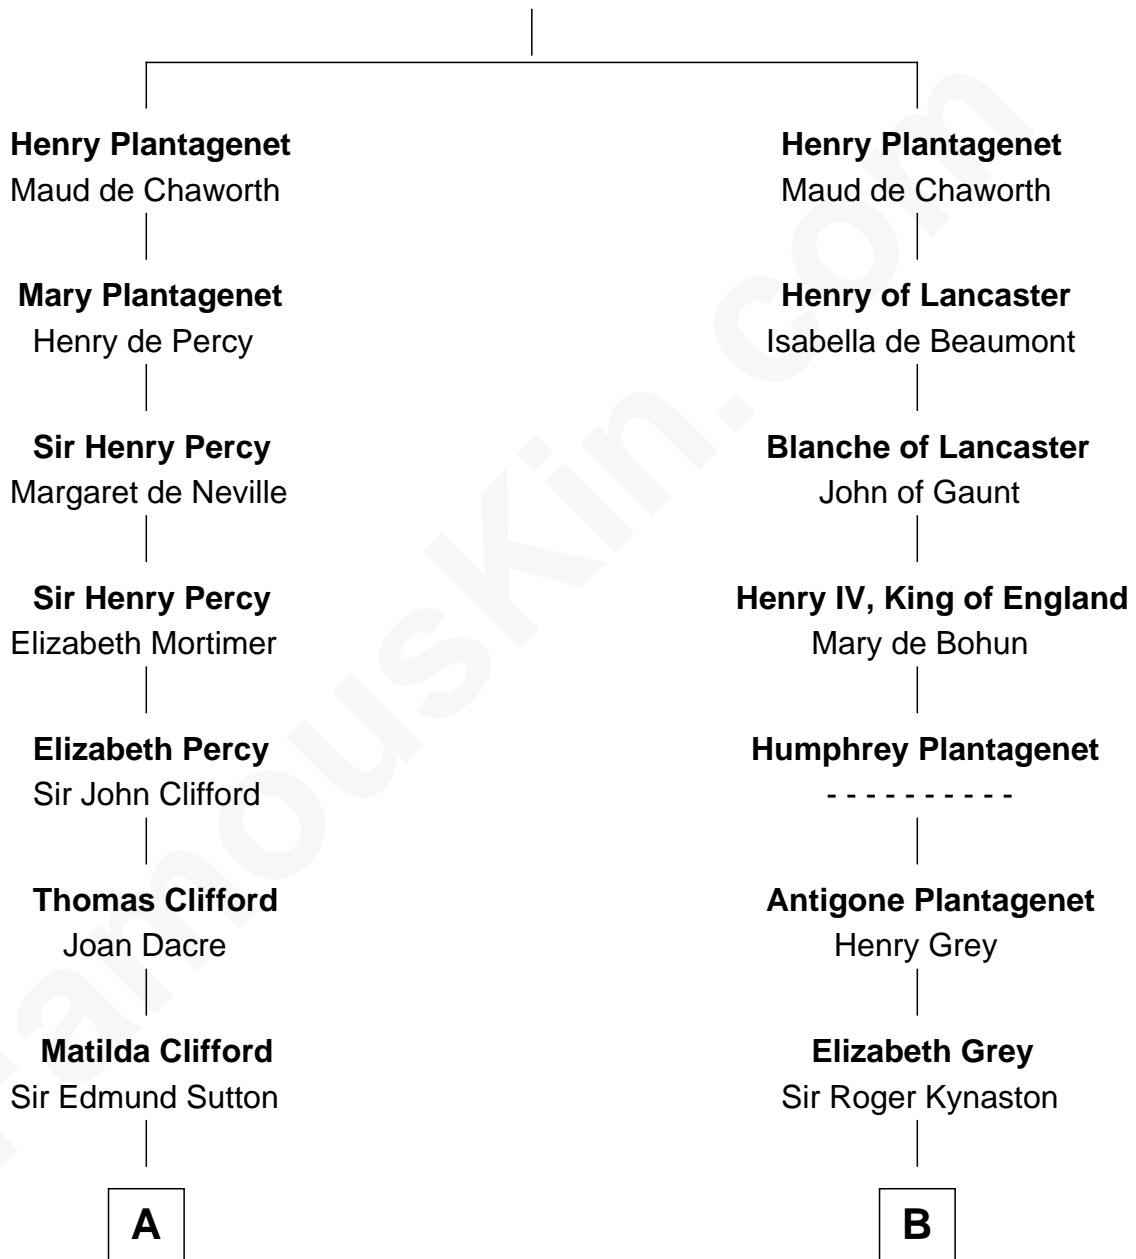 Henry Plantagenet
Maud de Chaworth
Mary Plantagenet
Henry de Percy
Sir Henry Percy
Margaret de Neville
Sir Henry Percy
Elizabeth Mortimer
Elizabeth Percy
Sir John Clifford
Thomas Clifford
Joan Dacre
Matilda Clifford
Sir Edmund Sutton
A
Henry Plantagenet
Maud de Chaworth
Henry of Lancaster
Isabella de Beaumont
Blanche of Lancaster
John of Gaunt
Henry IV, King of England
Mary de Bohun
Humphrey Plantagenet
- - - - - - - - - -
Antigone Plantagenet
Henry Grey
Elizabeth Grey
Sir Roger Kynaston
B
FamousKin.com